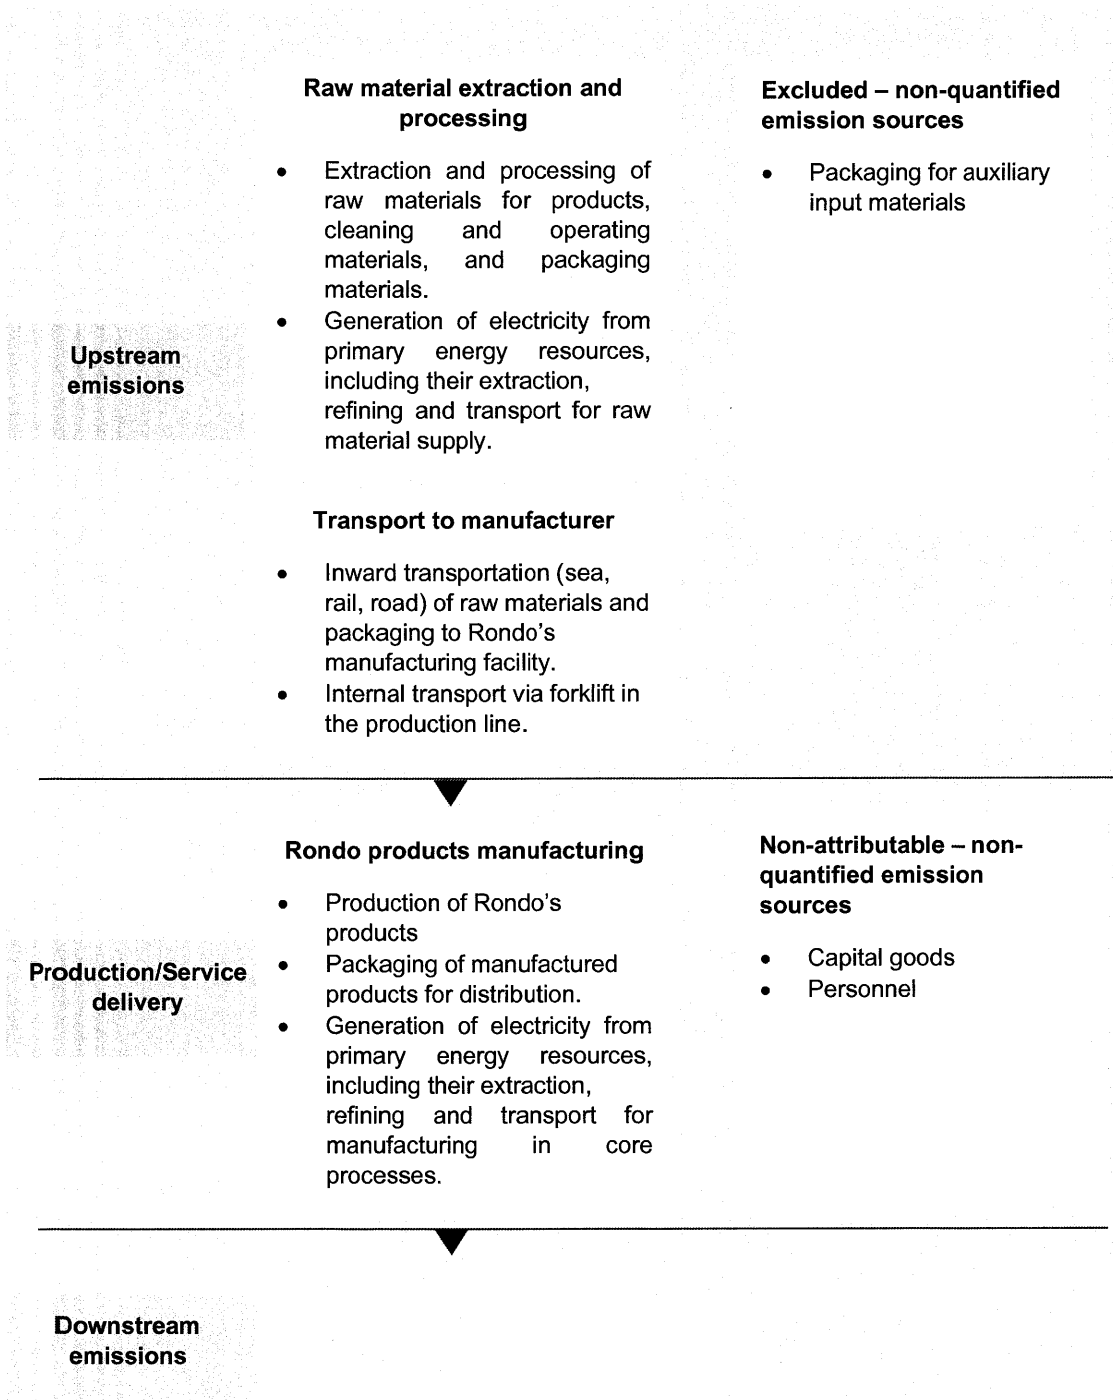 Raw material extraction and
processing
• Extraction and processing of
raw materials for products,
cleaning and operating
materials, and packaging
materials.
• Generation of electricity from
primary energy resources,
including their extraction,
refining and transport for raw
material supply.
Excluded – non-quantified
emission sources
• Packaging for auxiliary
input materials
Upstream
emissions
Transport to manufacturer
• Inward transportation (sea,
rail, road) of raw materials and
packaging to Rondo's
manufacturing facility.
• Internal transport via forklift in
the production line.
Rondo products manufacturing
• Production of Rondo's
products
• Packaging of manufactured
products for distribution.
• Generation of electricity from
primary energy resources,
including their extraction,
refining and transport for
manufacturing in core
processes.
Non-attributable – non-
quantified emission
sources
• Capital goods
• Personnel
Production/Service
delivery
Downstream
emissions